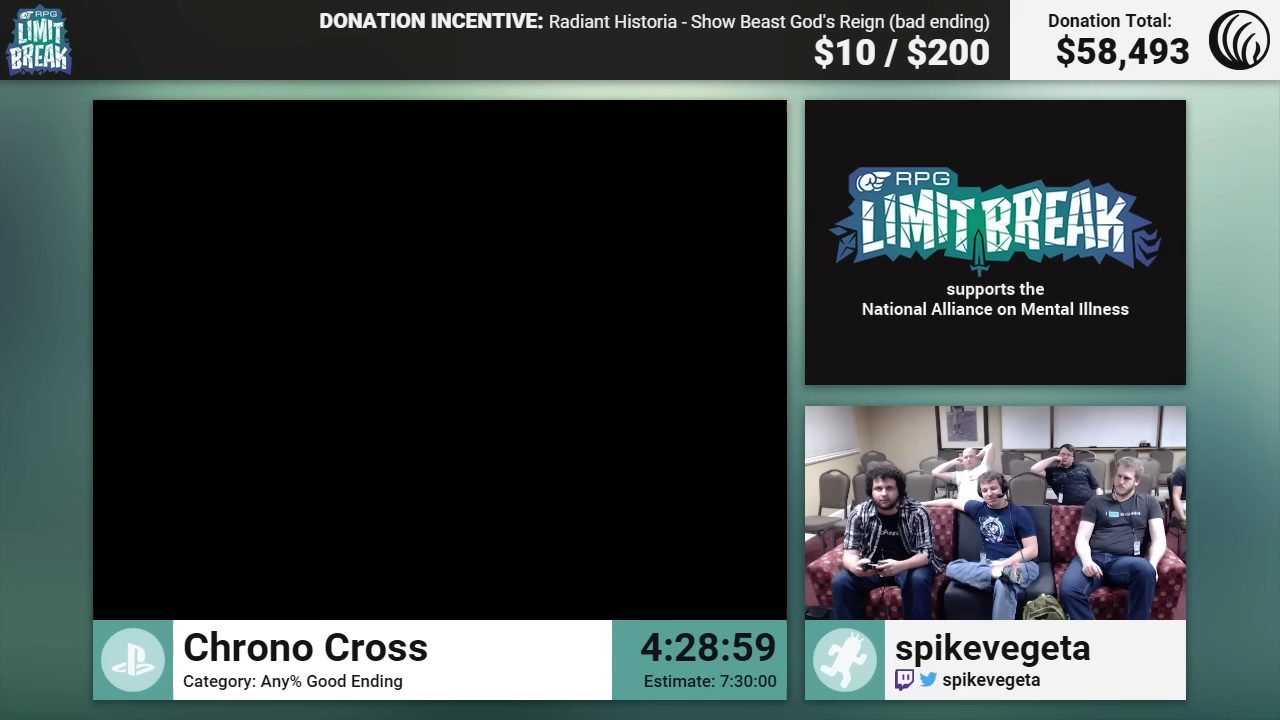 RPG
LIMIT
BREAK
DONATION INCENTIVE: Radiant Historia - Show Beast God's Reign (bad ending)
$10 / $200
Donation Total:
$58,493
RPG
LIMIT BREAK
supports the
National Alliance on Mental Illness
Chrono Cross
Category: Any% Good Ending
4:28:59
Estimate: 7:30:00
spikevegeta
spikevegeta